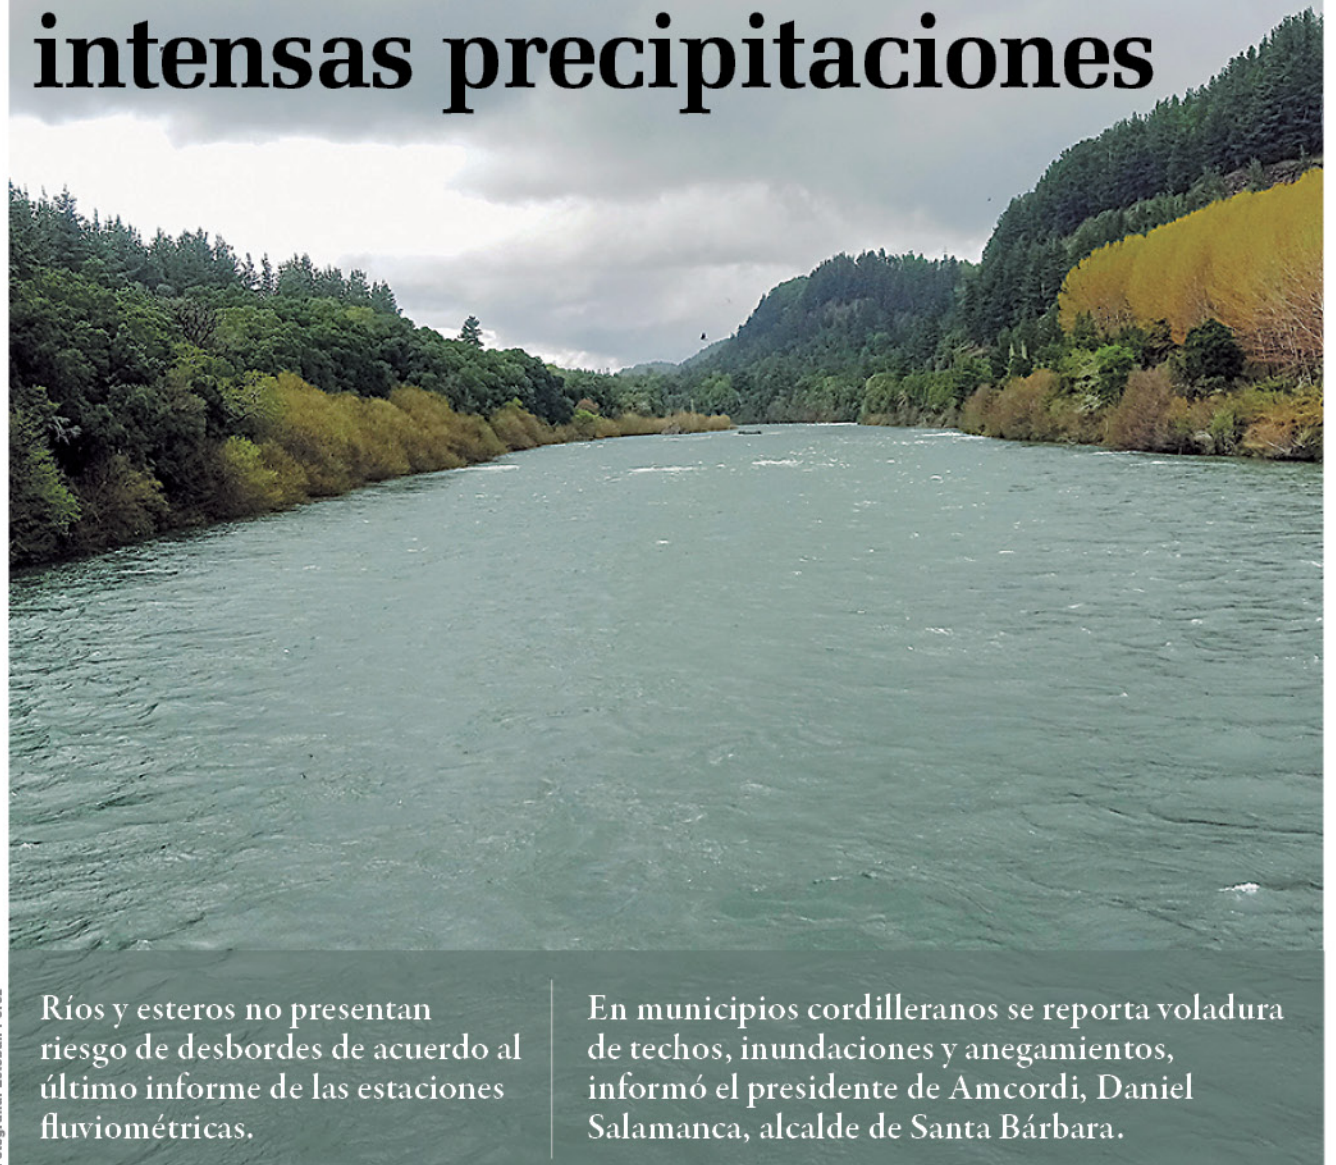 intensas precipitaciones
Ríos y esteros no presentan
riesgo de desbordes de acuerdo al
último informe de las estaciones
fluviométricas.
En municipios cordilleranos se reporta voladura
de techos, inundaciones y anegamientos,
informó el presidente de Amcordi, Daniel
Salamanca, alcalde de Santa Bárbara.